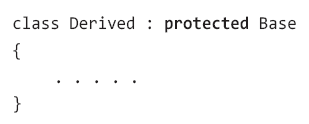 class Derived : protected Base
{
. . . . .
}